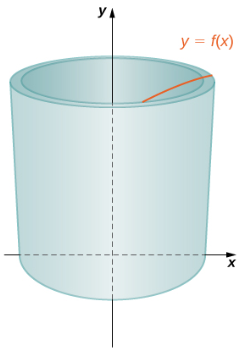 y
y = f(x)
x